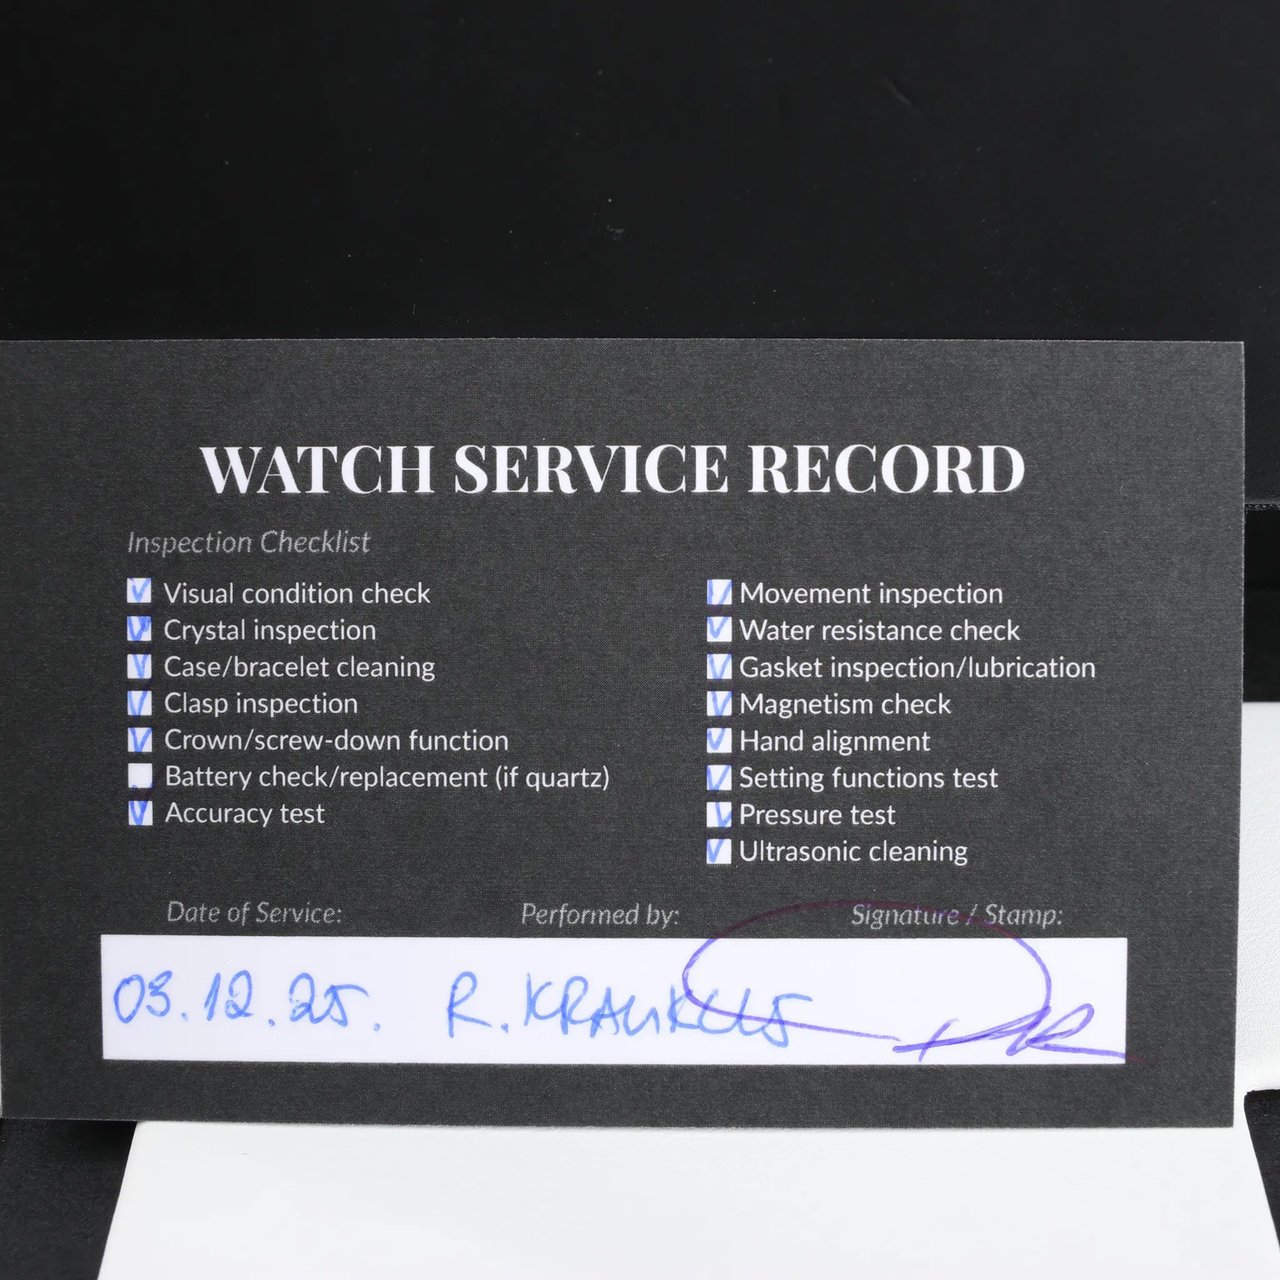 WATCH SERVICE RECORD
Inspection Checklist
Visual condition check
Crystal inspection
Case/bracelet cleaning
Clasp inspection
Crown/screw-down function
Battery check/replacement (if quartz)
Accuracy test
Movement inspection
Water resistance check
Gasket inspection/lubrication
Magnetism check
Hand alignment
Setting functions test
Pressure test
Ultrasonic cleaning
Date of Service: Performed by: Signature / Stamp:
03.12.25. R.